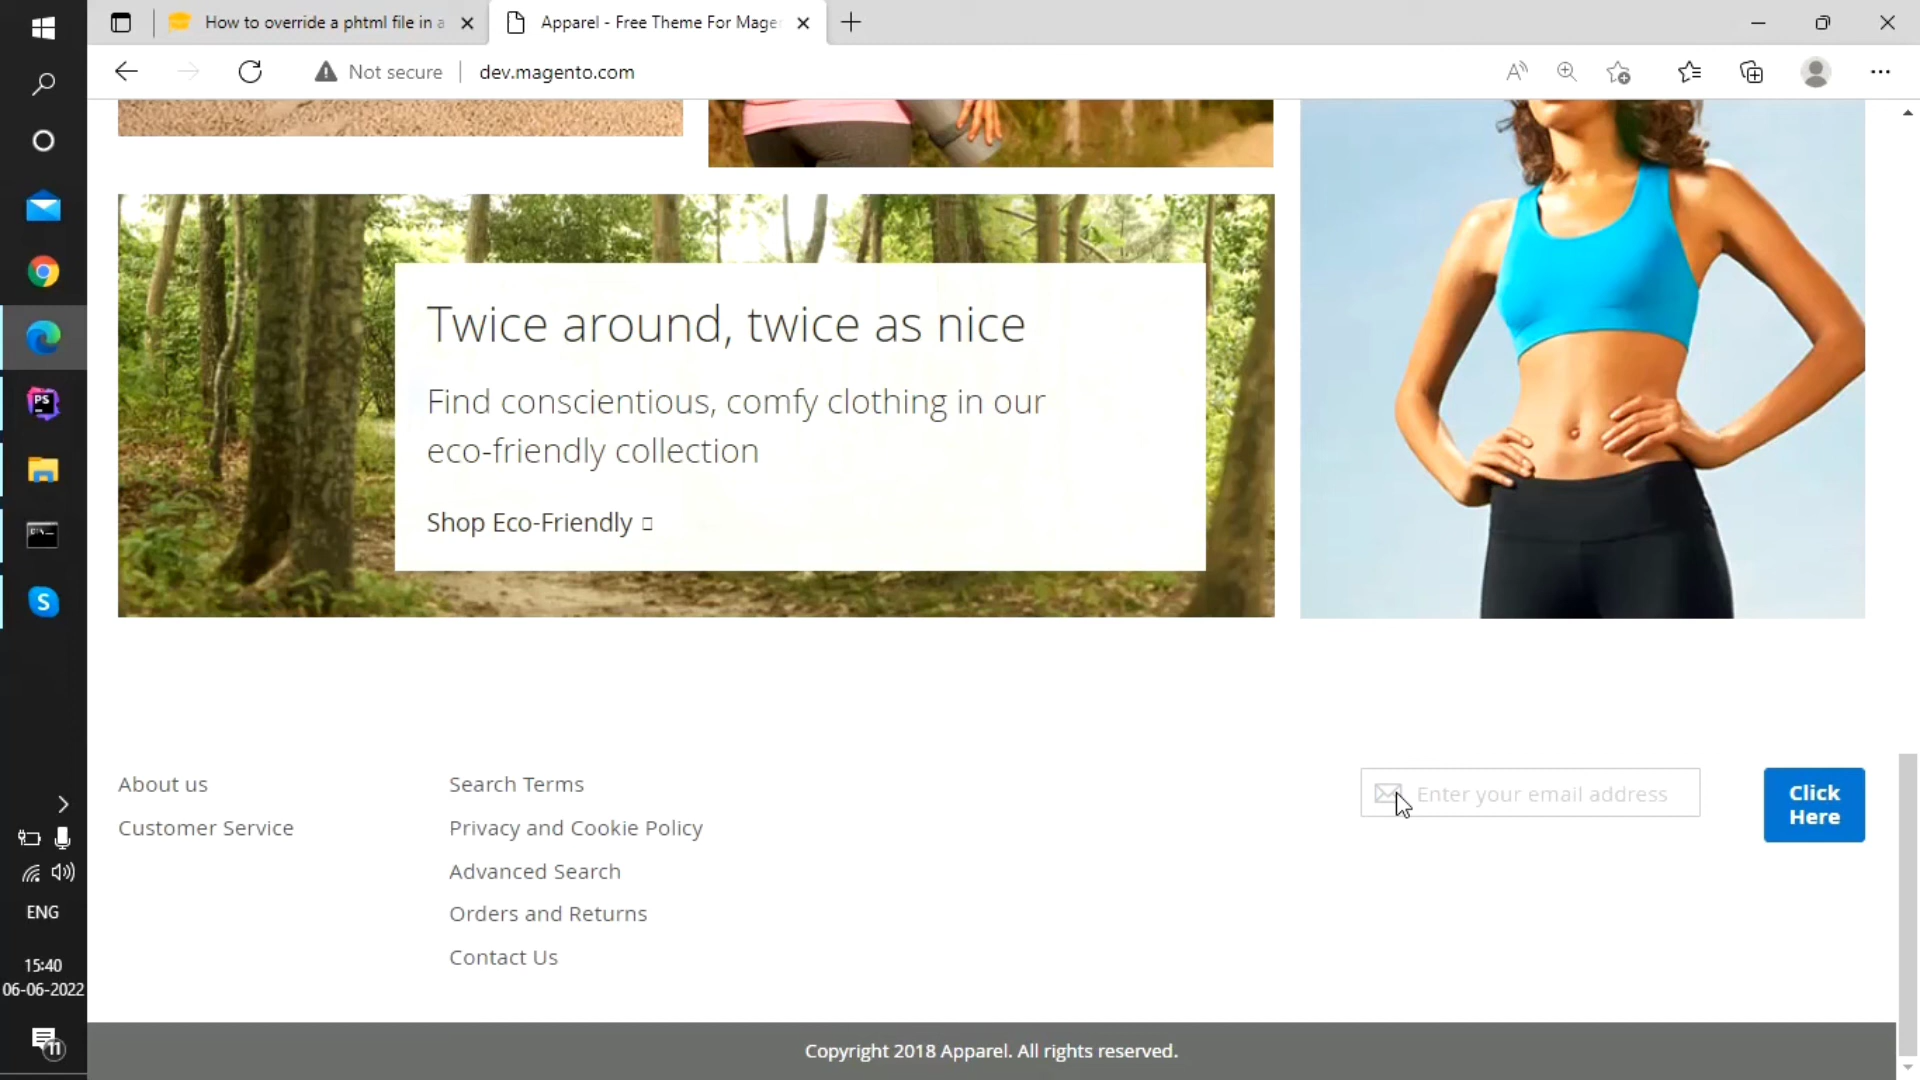 How to override a phtml file in a
Apparel - Free Theme For Mage
Not secure
dev.magento.com
Twice around, twice as nice
Find conscientious, comfy clothing in our
eco-friendly collection
Shop Eco-Friendly
About us
Customer Service
Search Terms
Privacy and Cookie Policy
Advanced Search
Orders and Returns
Contact Us
Enter your email address
Click
Here
Copyright 2018 Apparel. All rights reserved.
PS
S
ENG
15:40
06-06-2022
11